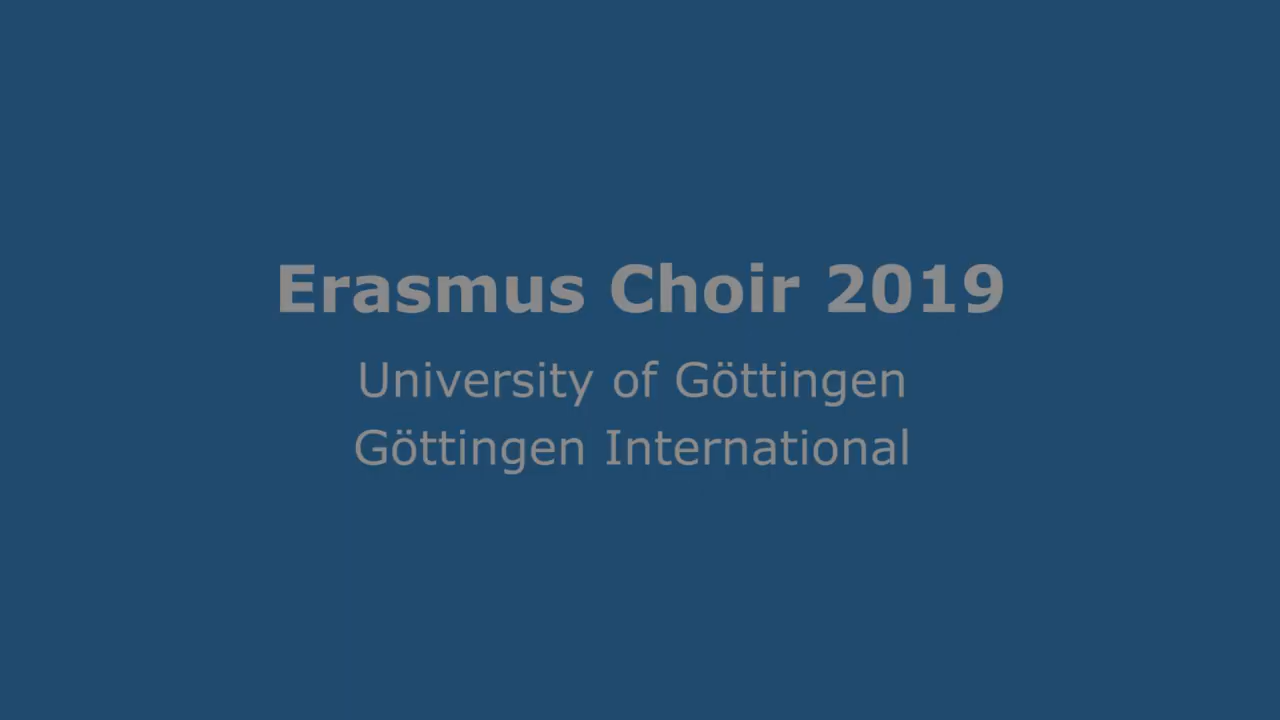 Erasmus Choir 2019
University of Göttingen
Göttingen International